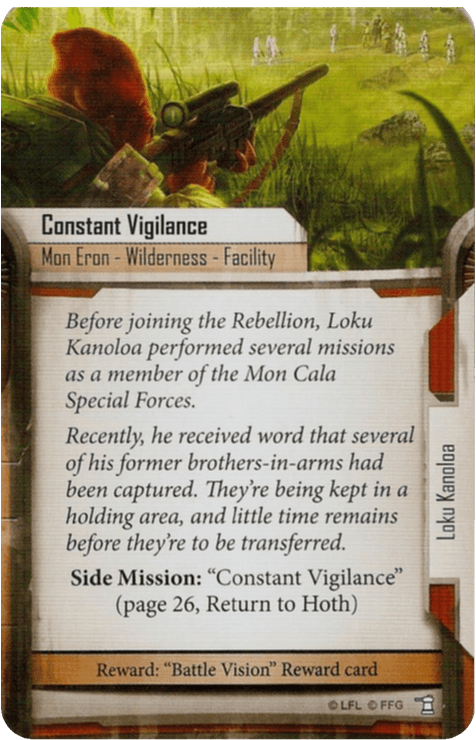 Constant Vigilance
Mon Eron - Wilderness - Facility
Before joining the Rebellion, Loku
Kanoloa performed several missions
as a member of the Mon Cala
Special Forces.
Recently, he received word that several
of his former brothers-in-arms had
been captured. They’re being kept in a
holding area, and little time remains
before they’re to be transferred.
Side Mission: “Constant Vigilance”
(page 26, Return to Hoth)
Loku Kanoloa
Reward: “Battle Vision” Reward card
© LFL © FFG